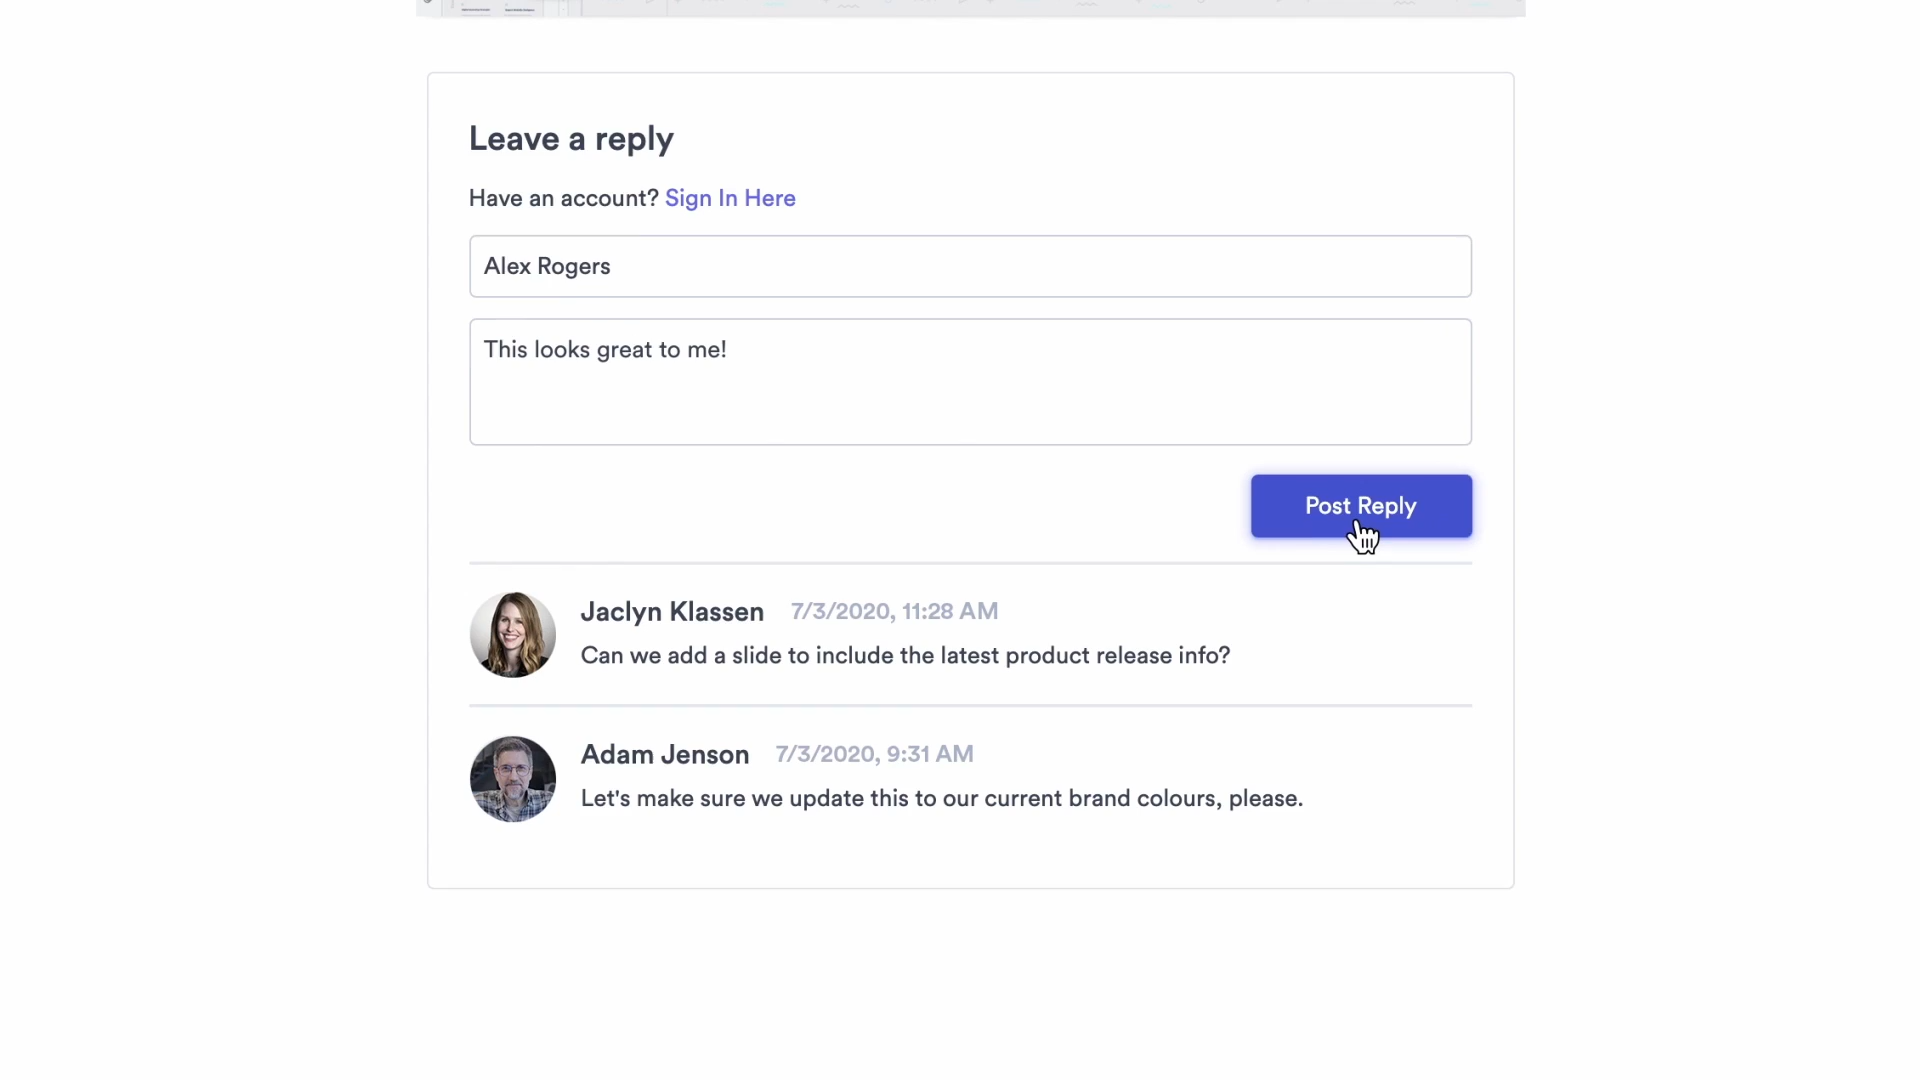 Leave a reply
Have an account? Sign In Here
Alex Rogers
This looks great to me!
Post Reply
Jaclyn Klassen 7/3/2020, 11:28 AM
Can we add a slide to include the latest product release info?
Adam Jenson 7/3/2020, 9:31 AM
Let's make sure we update this to our current brand colours, please.